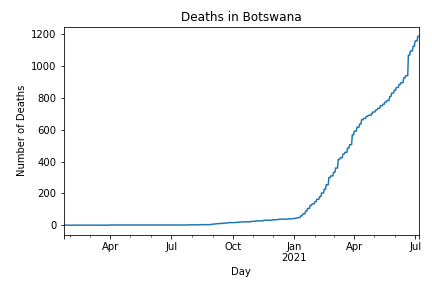 Deaths in Botswana
1200
1000
800
600
400
200
0
Number of Deaths
Apr
Jul
Oct
Jan
2021
Apr
Jul
Day